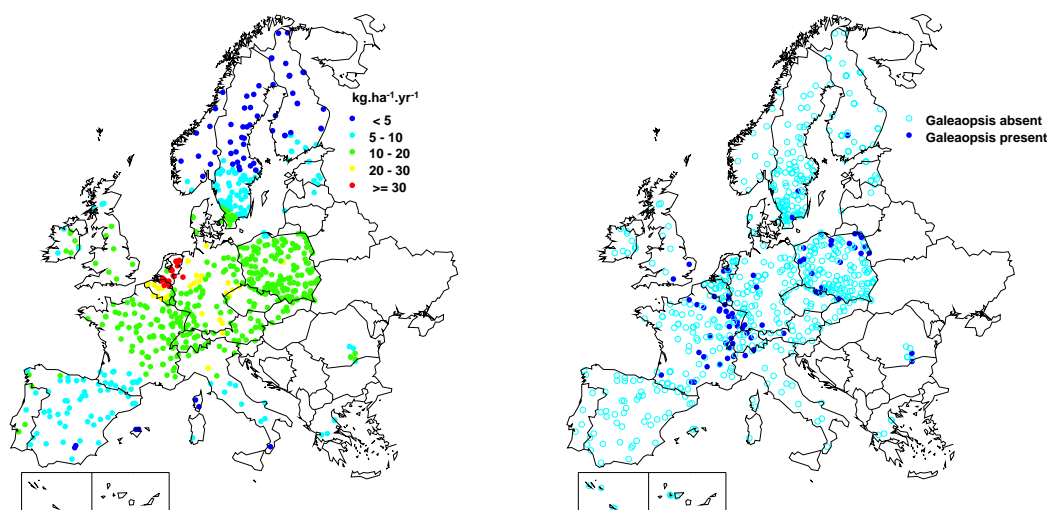 kg.ha⁻¹.yr⁻¹
< 5
5 - 10
10 - 20
20 - 30
>= 30
Galeaopsis absent
Galeaopsis present